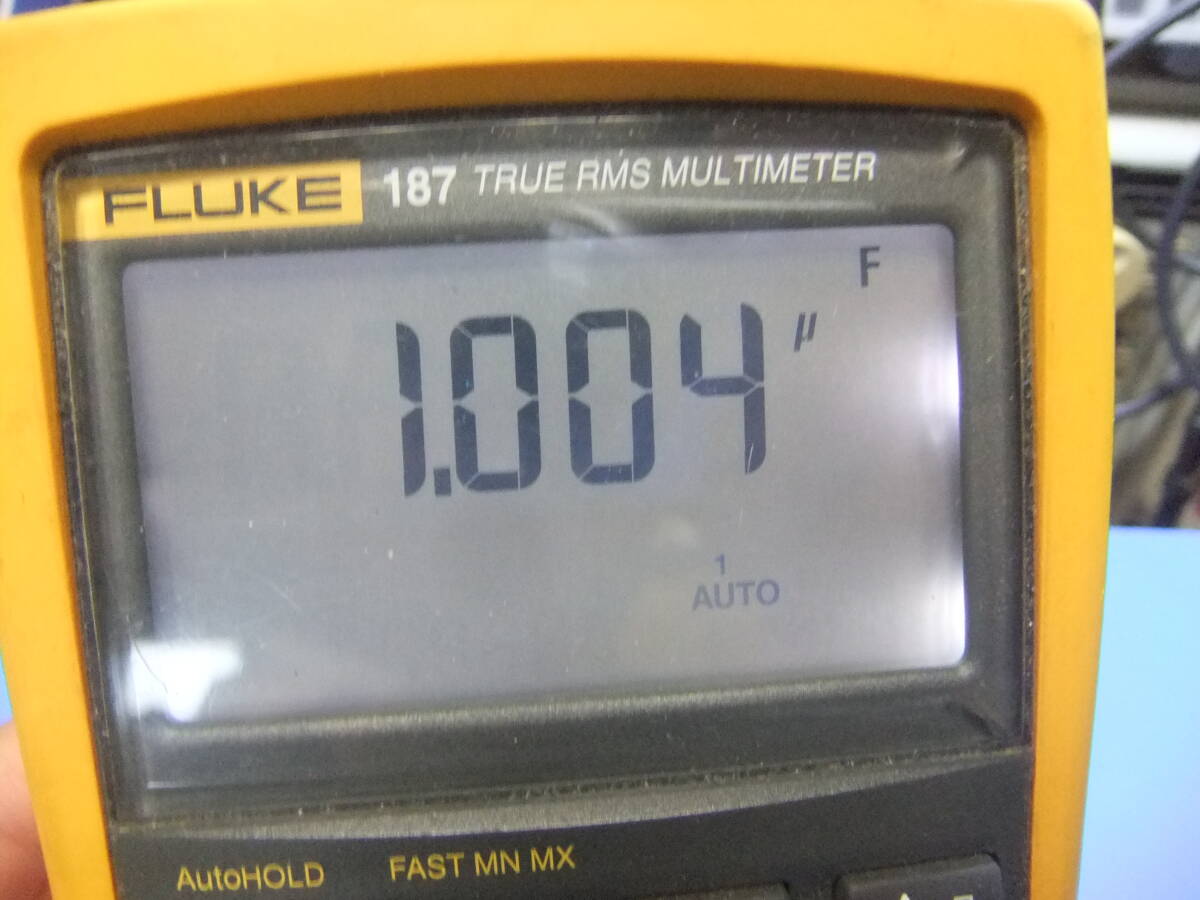 FLUKE 187 TRUE RMS MULTIMETER
F
1.004 µ
1
AUTO
AutoHOLD FAST MN MX